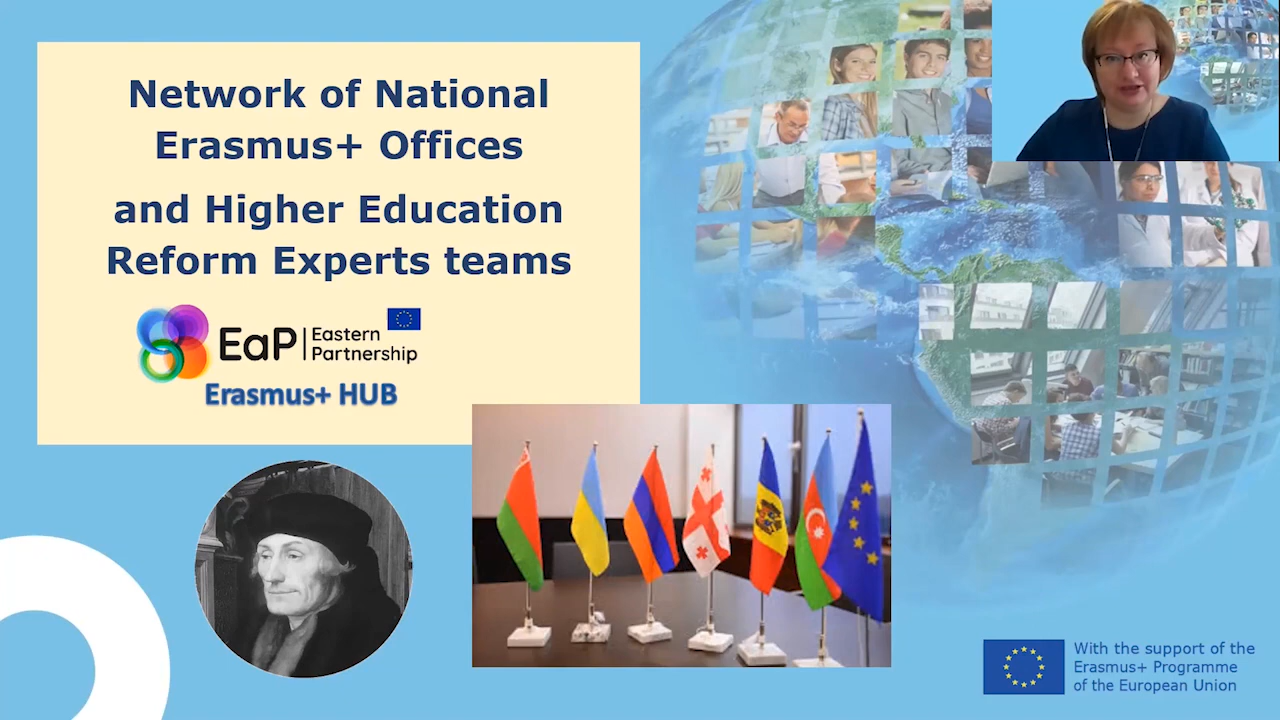 Network of National
Erasmus+ Offices
and Higher Education
Reform Experts teams
EaP
Eastern
Partnership
Erasmus+ HUB
With the support of the
Erasmus+ Programme
of the European Union